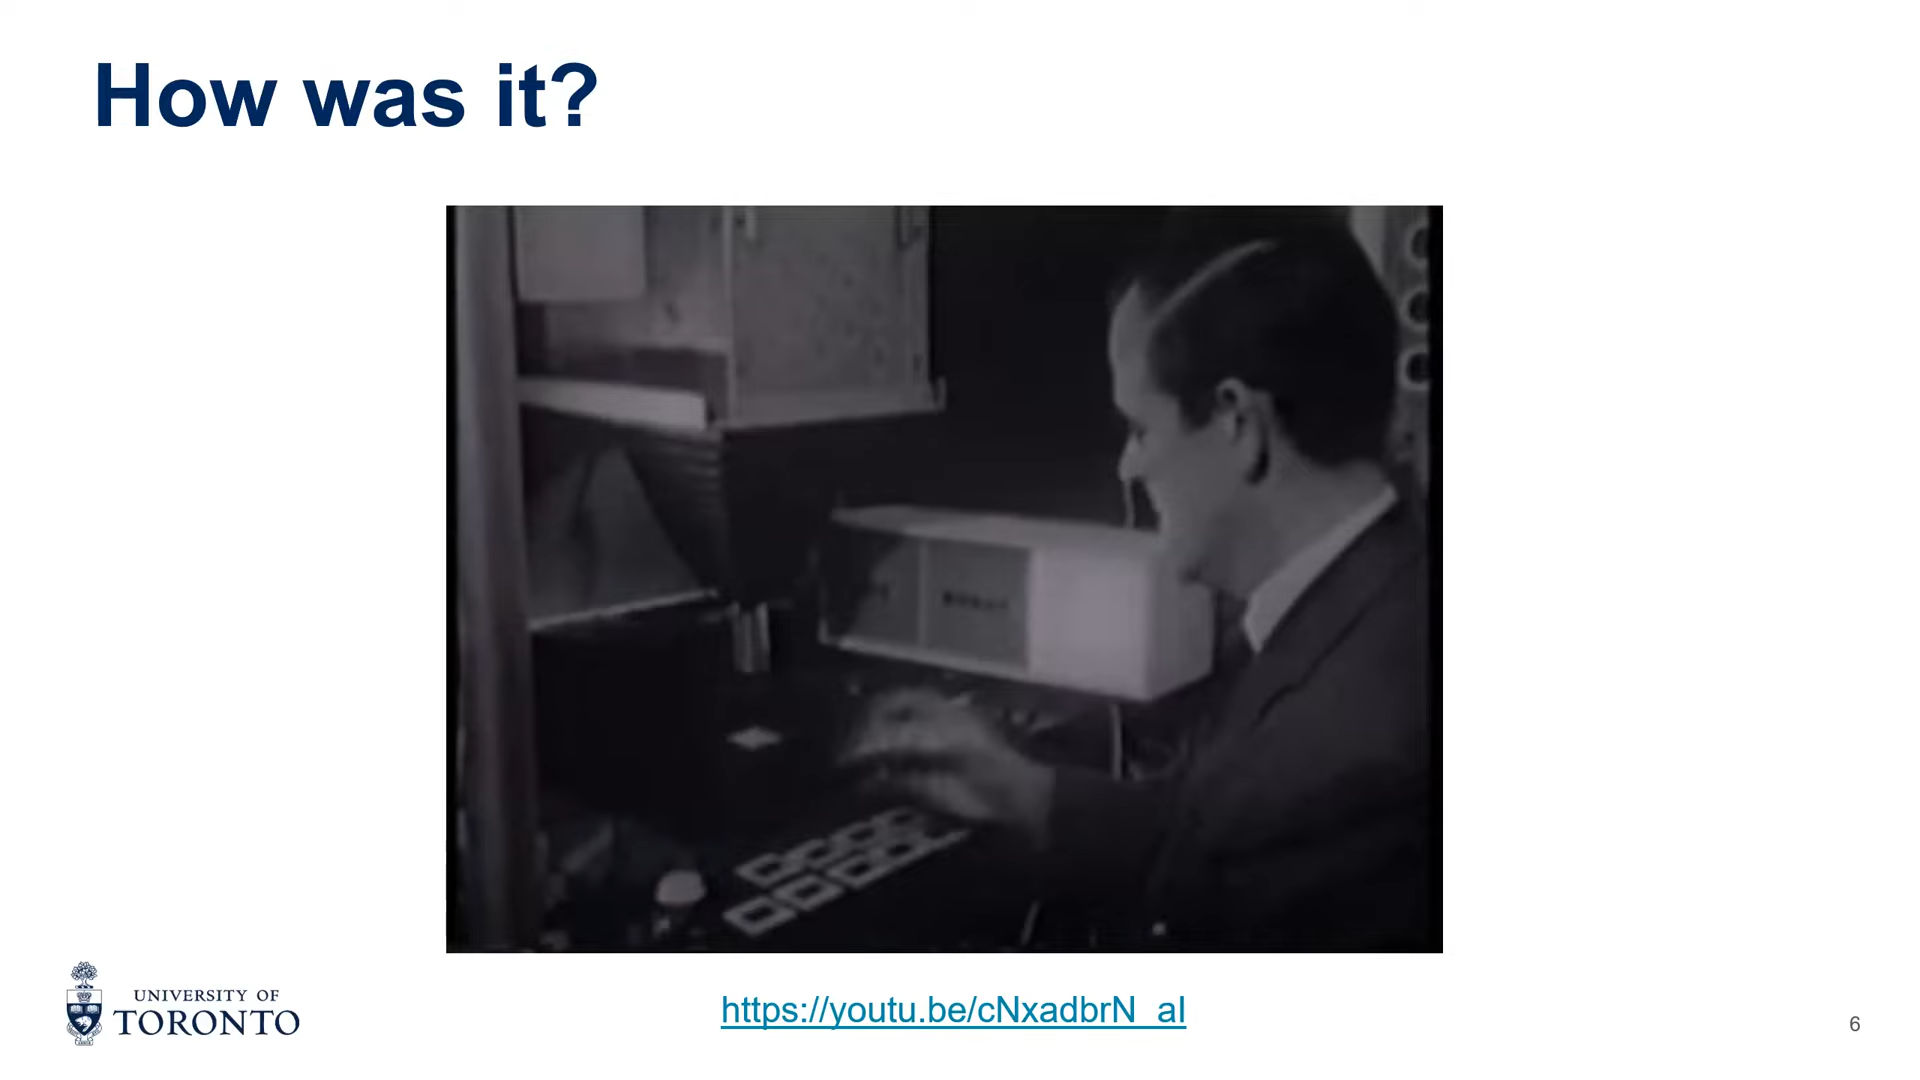 How was it?
UNIVERSITY OF
TORONTO
https://youtu.be/cNxadbrN_aI
6